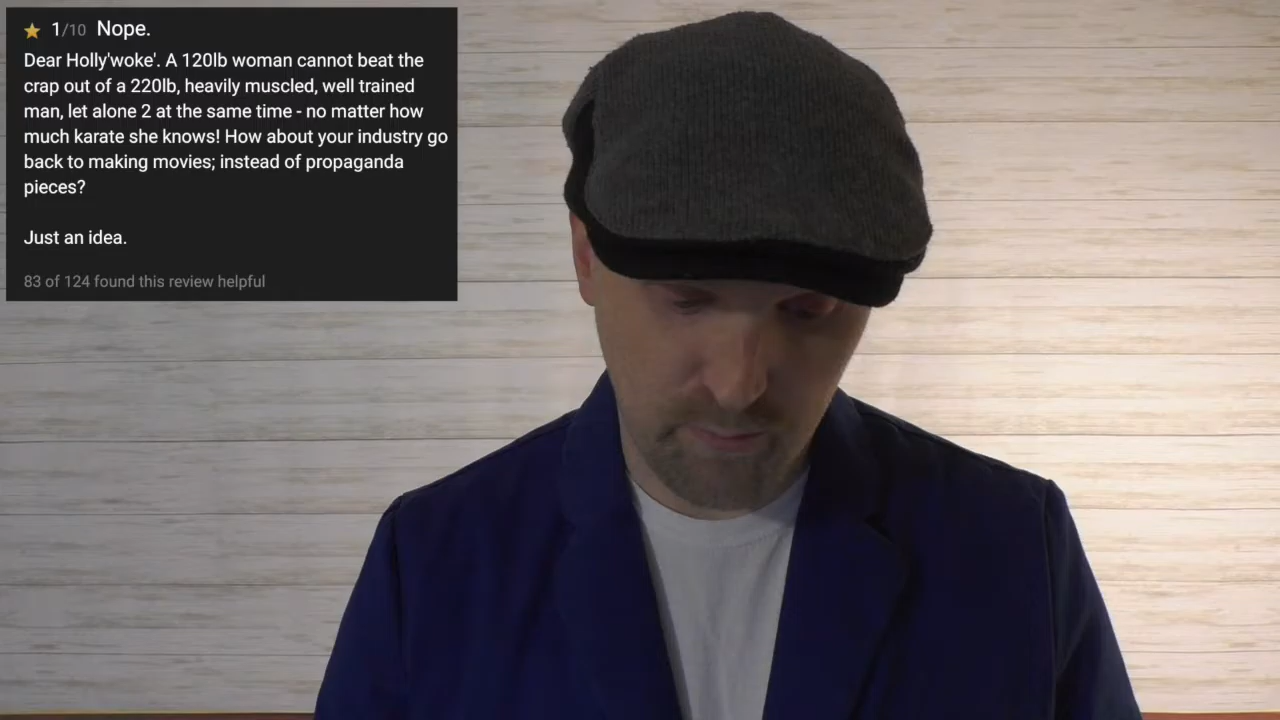 1/10 Nope.
Dear Holly'woke'. A 120lb woman cannot beat the
crap out of a 220lb, heavily muscled, well trained
man, let alone 2 at the same time - no matter how
much karate she knows! How about your industry go
back to making movies; instead of propaganda
pieces?
Just an idea.
83 of 124 found this review helpful